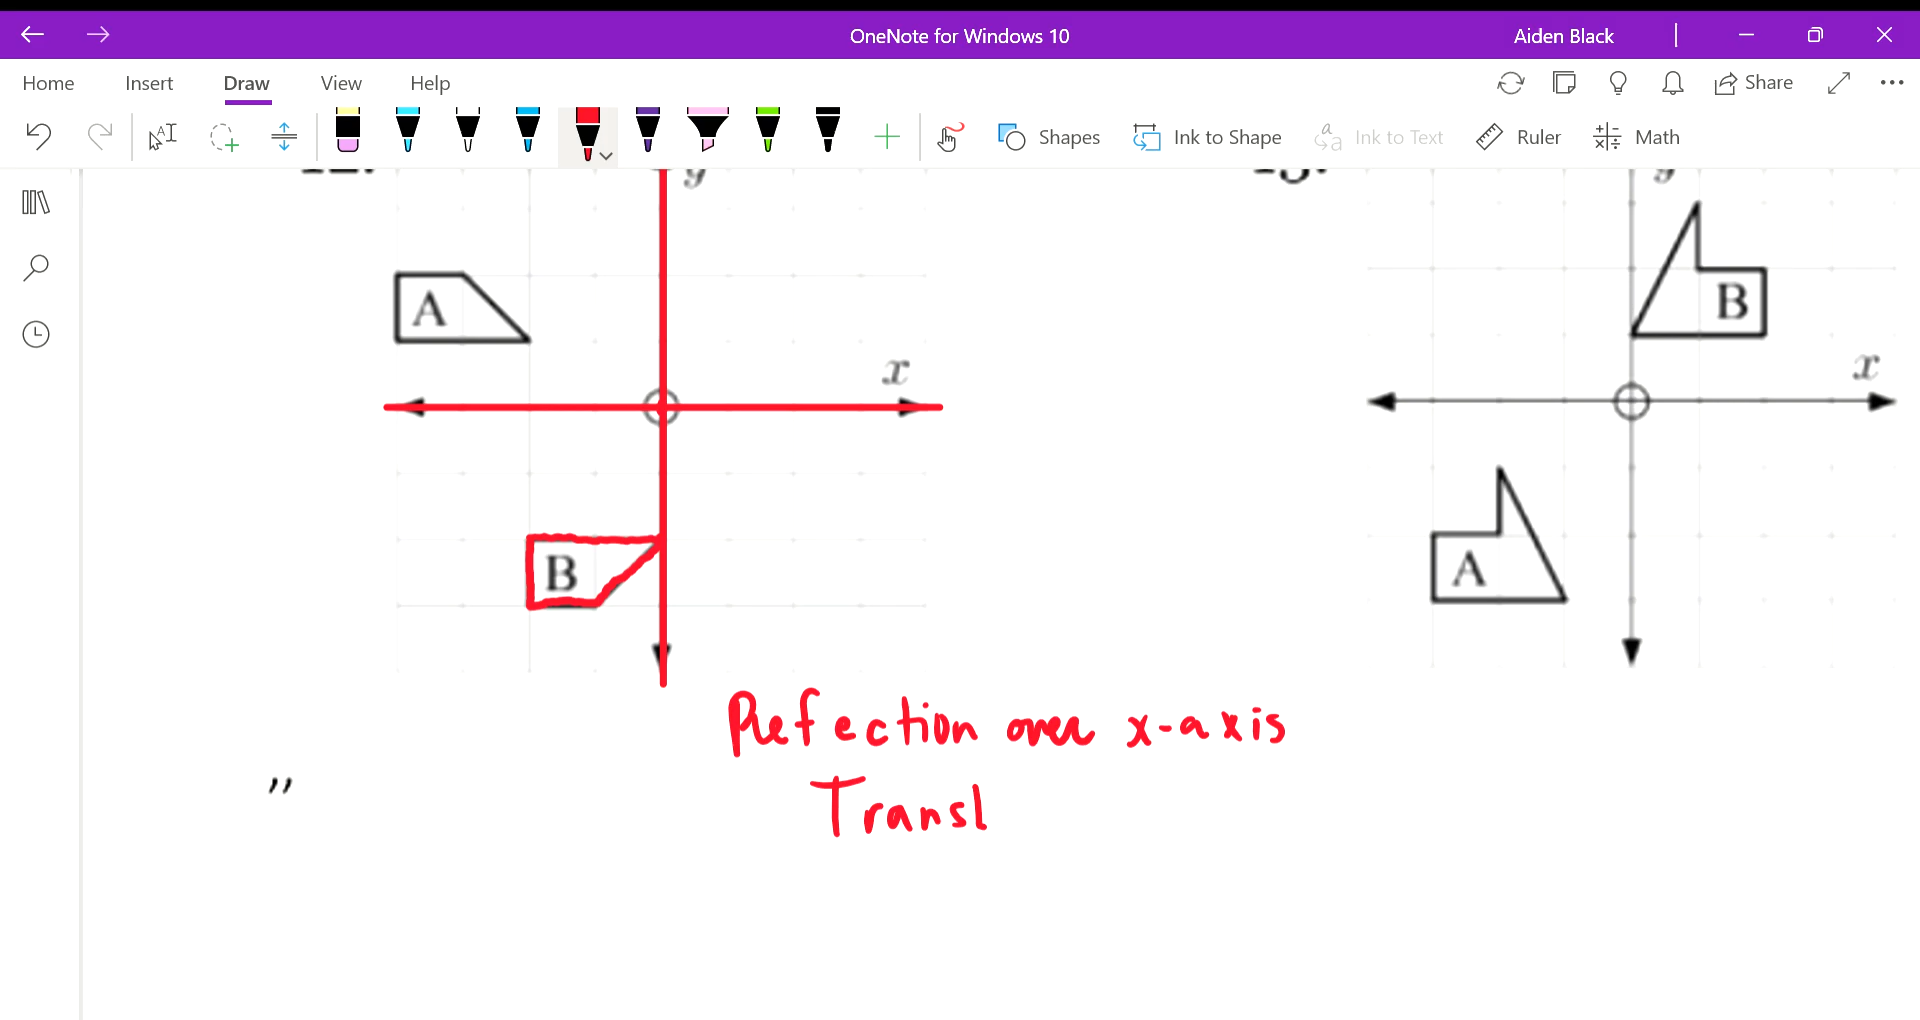 OneNote for Windows 10
Aiden Black
Home Insert Draw View Help
Share
Shapes Ink to Shape Ink to Text Ruler Math
y
y
A
B
x
x
B
A
Refection over x-axis
Transl
”